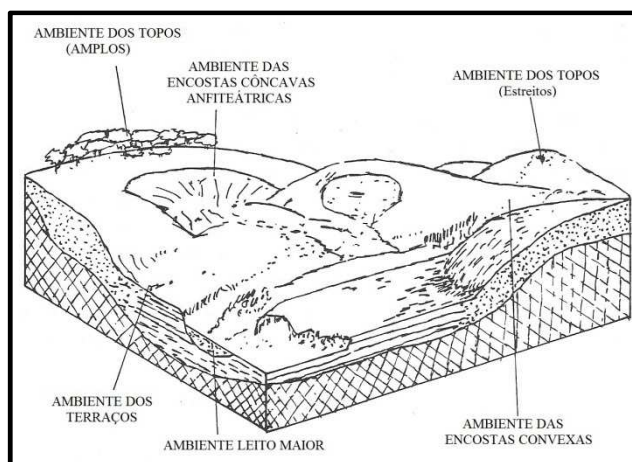 AMBIENTE DOS TOPOS
(AMPLOS)
AMBIENTE DAS
ENCOSTAS CÔNCAVAS
ANFITEÁTRICAS
AMBIENTE DOS TOPOS
(Estreitos)
AMBIENTE DOS
TERRAÇOS
AMBIENTE LEITO MAIOR
AMBIENTE DAS
ENCOSTAS CONVEXAS